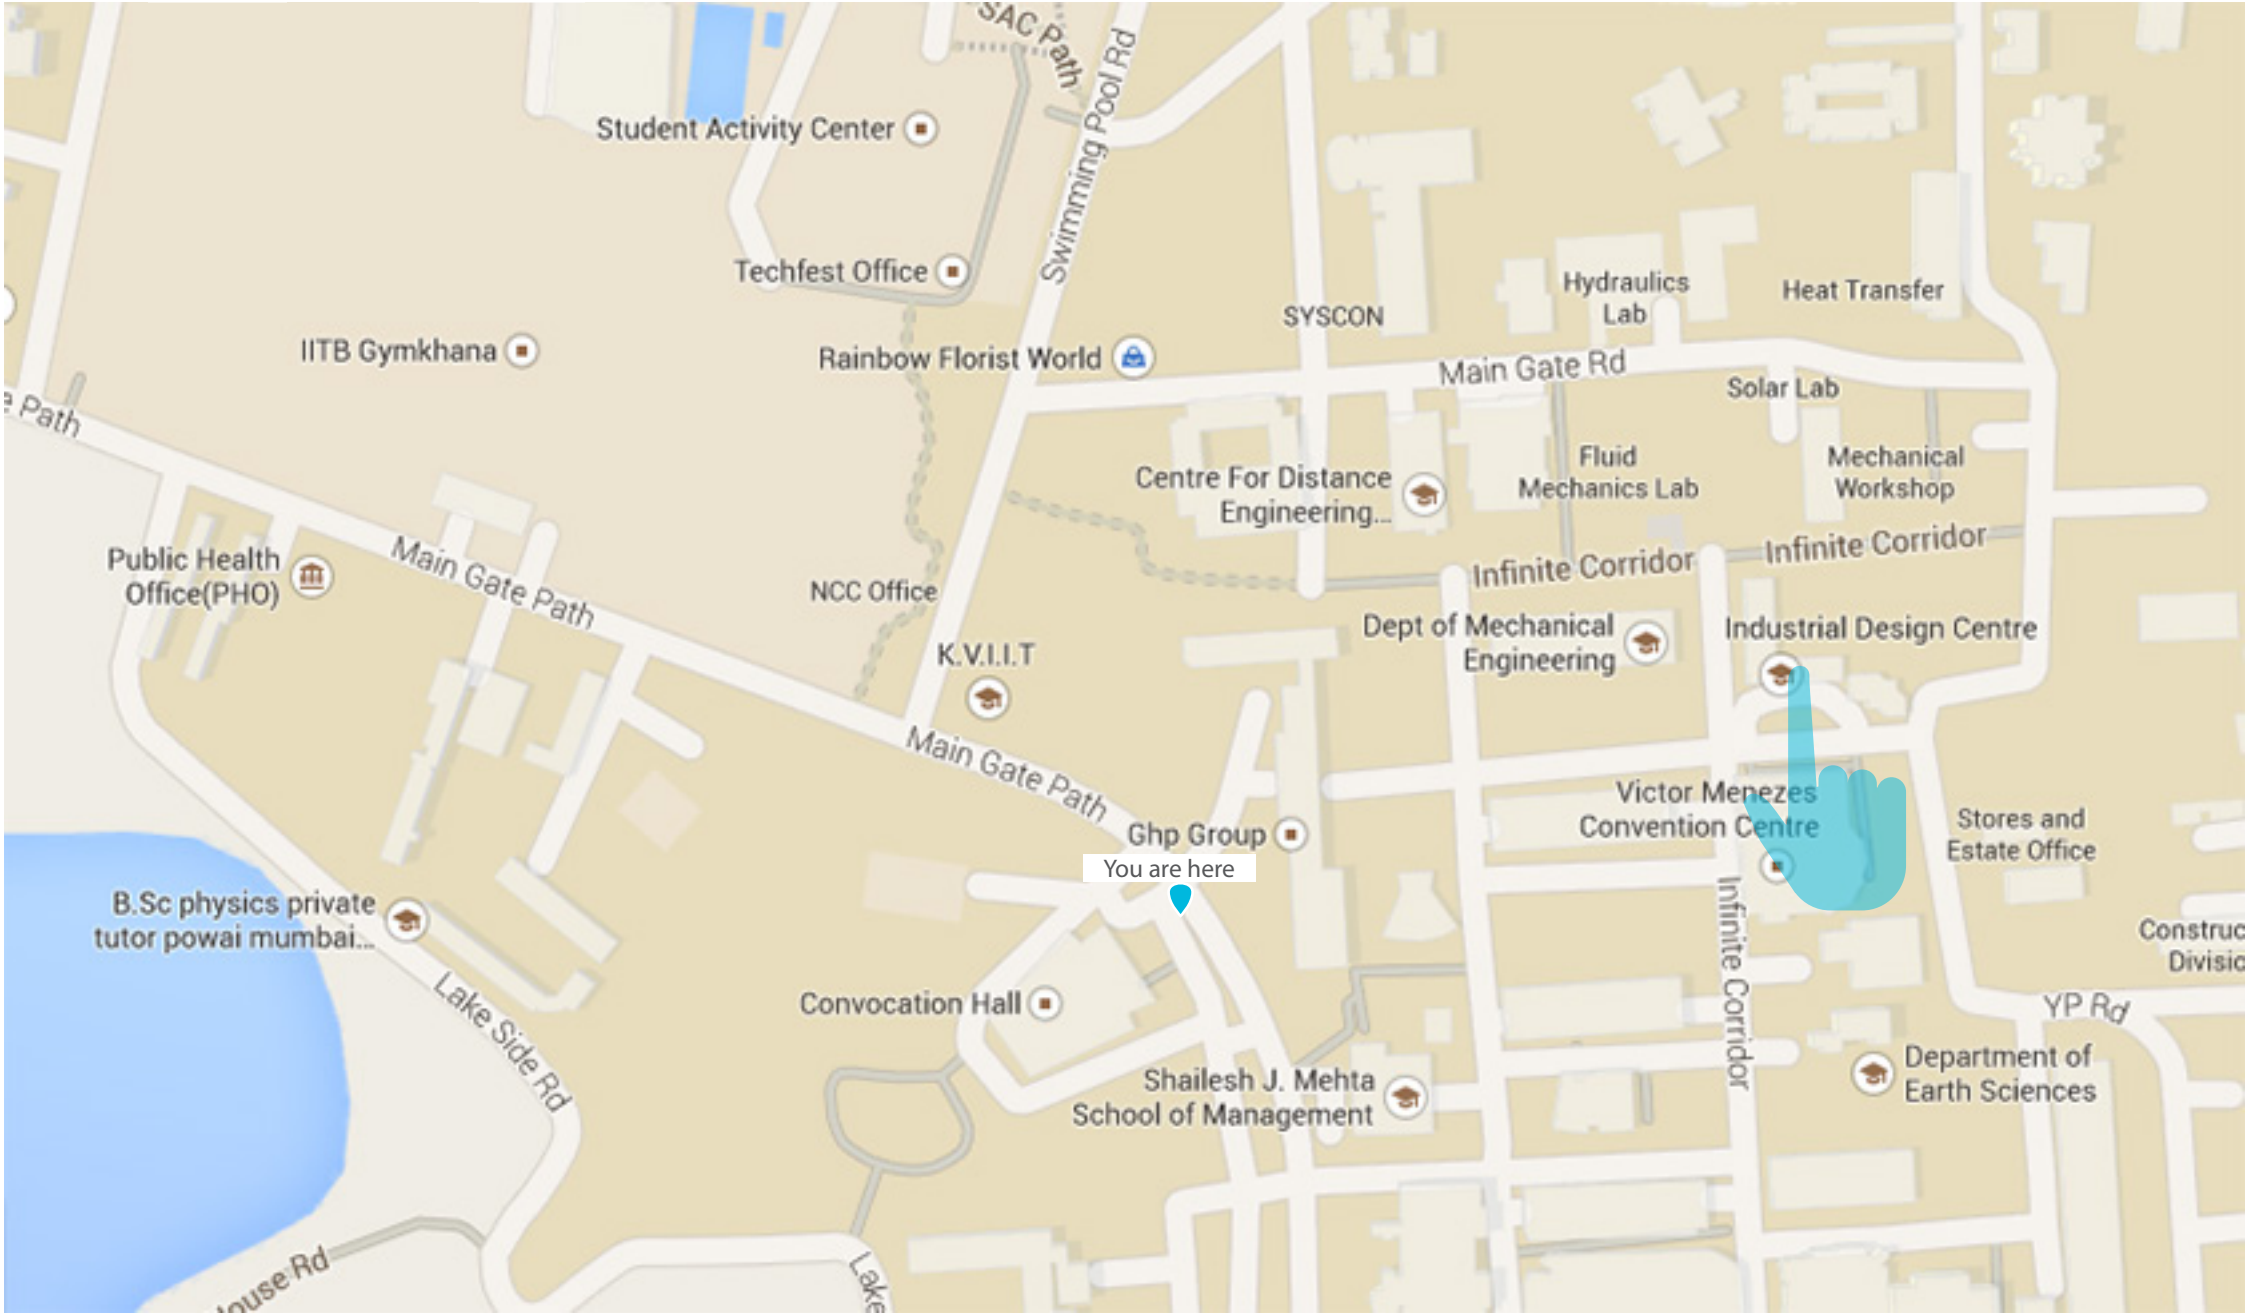 SAC Path
Swimming Pool Rd
Student Activity Center
Techfest Office
IITB Gymkhana
Rainbow Florist World
SYSCON
Hydraulics
Lab
Heat Transfer
Main Gate Rd
Solar Lab
e Path
Centre For Distance
Engineering...
Fluid
Mechanics Lab
Mechanical
Workshop
Infinite Corridor
Infinite Corridor
Public Health
Office(PHO)
Main Gate Path
NCC Office
K.V.I.I.T
Dept of Mechanical
Engineering
Industrial Design Centre
Main Gate Path
Ghp Group
You are here
Victor Menezes
Convention Centre
Stores and
Estate Office
B.Sc physics private
tutor powai mumbai...
Infinite Corridor
Construc
Divisic
Lake Side Rd
Convocation Hall
YP Rd
Shailesh J. Mehta
School of Management
Department of
Earth Sciences
House Rd
Lake